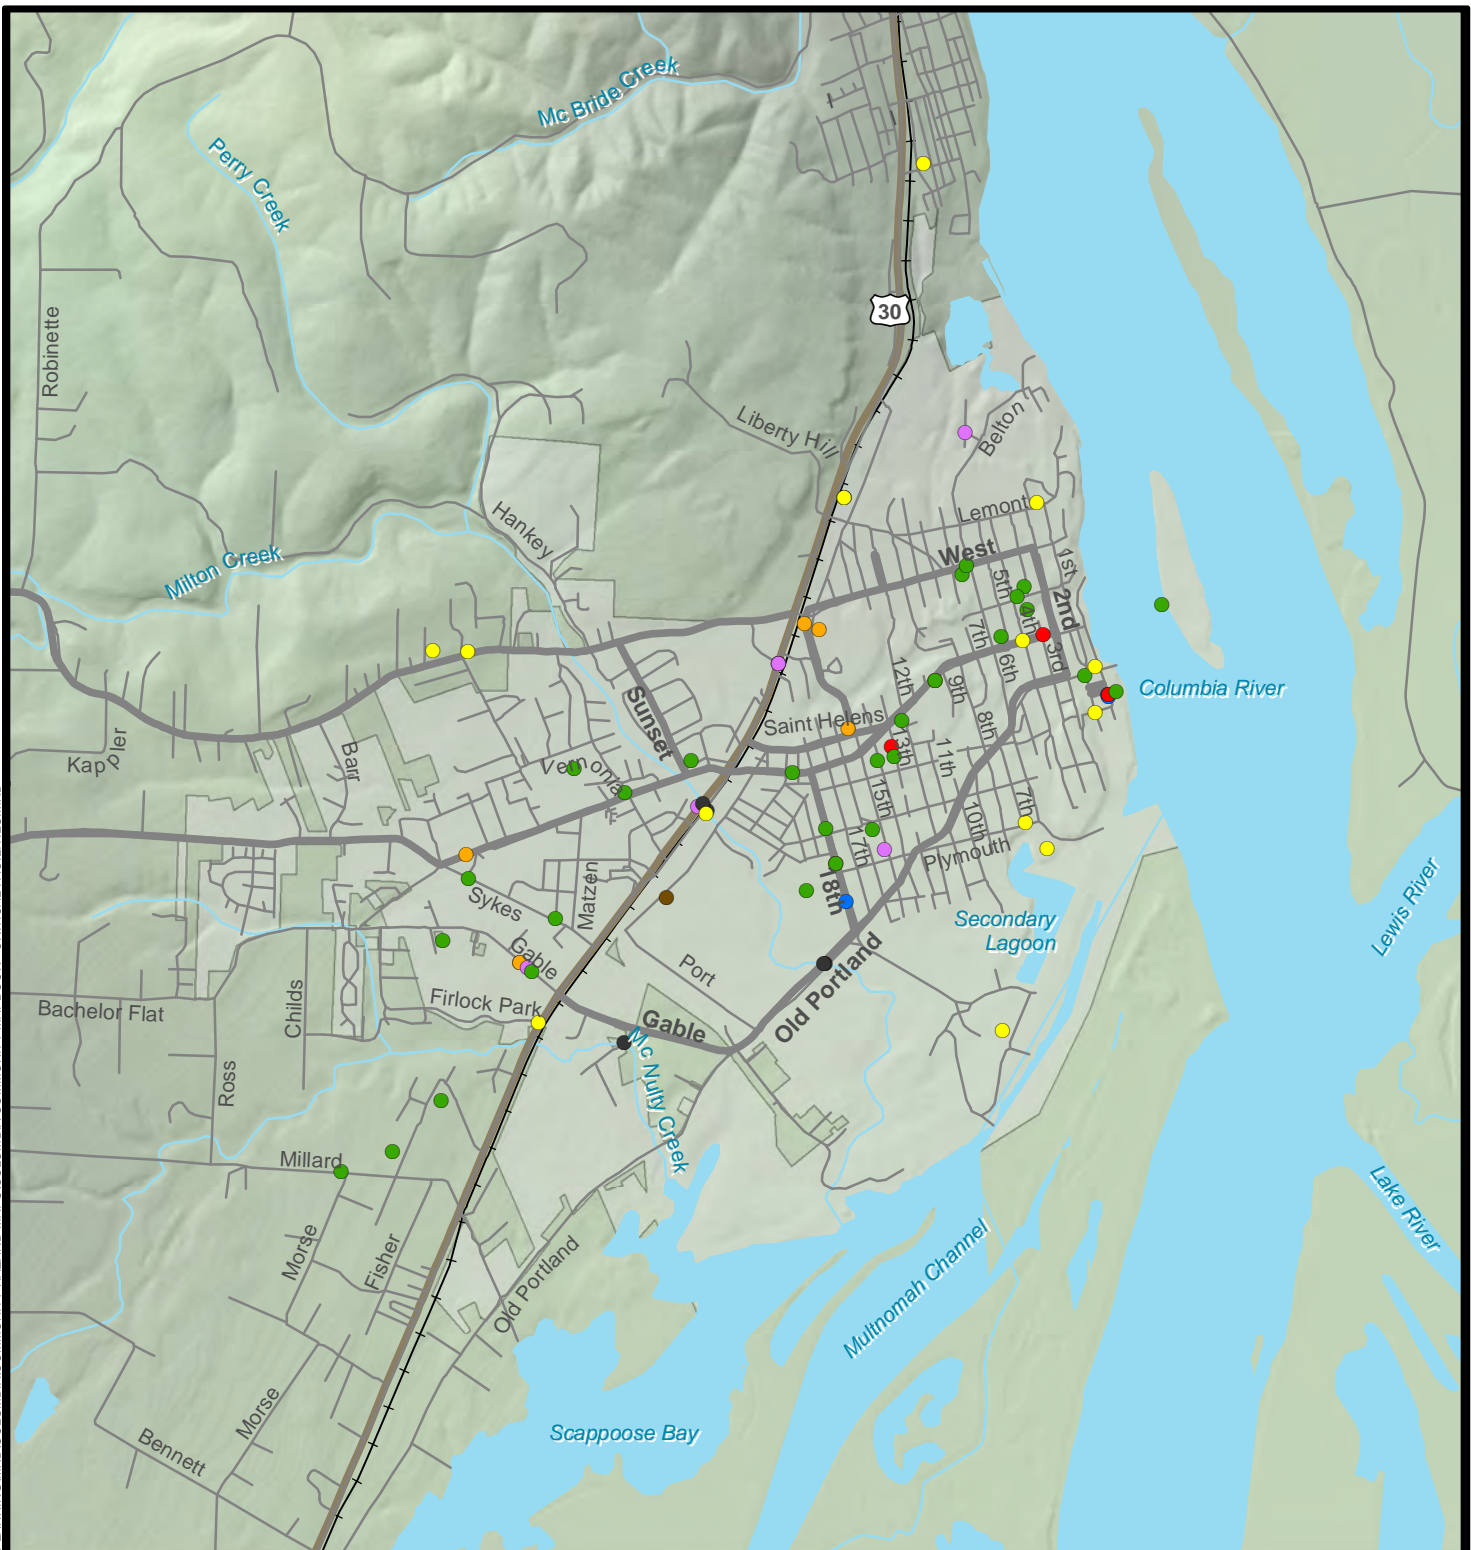 Mc Bride Creek
Perry Creek
30
Robinette
Liberty Hill
Belton
Hankey
Lemont
West
1st
Milton Creek
5th
2nd
4th
7th
3rd
6th
12th
9th
Columbia River
Sunset
Saint Helens
8th
13th
11th
Kappler
Barr
Vernonia
15th
7th
10th
17th
Plymouth
18th
Matzen
Sykes
Lewis River
Secondary
Lagoon
Gable
Port
Old Portland
Firlock Park
Childs
Bachelor Flat
Gable
Mc Nulty Creek
Ross
Millard
Lake River
Morse
Fisher
Old Portland
Multnomah Channel
Morse
Bennett
Scappoose Bay